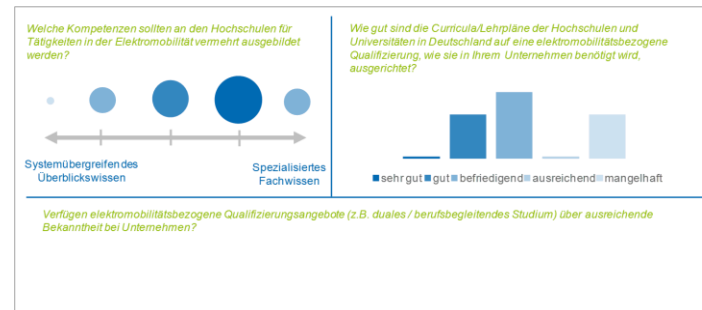 Welche Kompetenzen sollten an den Hochschulen für
Tätigkeiten in der Elektromobilität vermehrt ausgebildet
werden?
Systemübergreifendes
Überblickswissen
Spezialisiertes
Fachwissen
Wie gut sind die Curricula/Lehrpläne der Hochschulen und
Universitäten in Deutschland auf eine elektromobilitätsbezogene
Qualifizierung, wie sie in Ihrem Unternehmen benötigt wird,
ausgerichtet?
sehr gut gut befriedigend ausreichend mangelhaft
Verfügen elektromobilitätsbezogene Qualifizierungsangebote (z.B. duales / berufsbegleitendes Studium) über ausreichende
Bekanntheit bei Unternehmen?